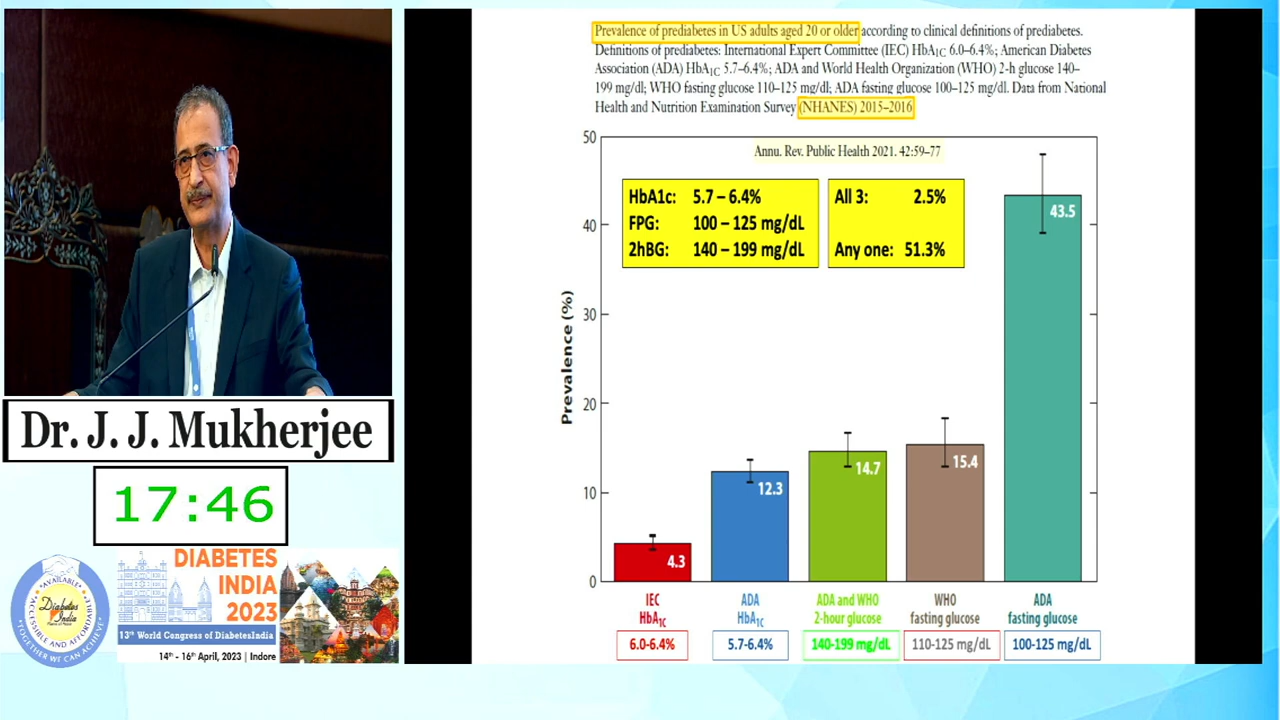 Prevalence of prediabetes in US adults aged 20 or older according to clinical definitions of prediabetes.
Definitions of prediabetes: International Expert Committee (IEC) HbA1C 6.0–6.4%; American Diabetes
Association (ADA) HbA1C 5.7–6.4%; ADA and World Health Organization (WHO) 2-h glucose 140–
199 mg/dl; WHO fasting glucose 110–125 mg/dl; ADA fasting glucose 100–125 mg/dl. Data from National
Health and Nutrition Examination Survey (NHANES) 2015–2016
Annu. Rev. Public Health 2021. 42:59–77
HbA1c: 5.7 – 6.4%
FPG: 100 – 125 mg/dL
2hBG: 140 – 199 mg/dL
All 3: 2.5%
Any one: 51.3%
Prevalence (%)
50
40
30
20
10
0
4.3
12.3
14.7
15.4
43.5
IEC
HbA1C
6.0-6.4%
ADA
HbA1C
5.7-6.4%
ADA and WHO
2-hour glucose
140-199 mg/dL
WHO
fasting glucose
110-125 mg/dL
ADA
fasting glucose
100-125 mg/dL
Dr. J. J. Mukherjee
17:46
AVAILABLE
ACCESSIBLE AND AFFORDABLE
Diabetes
India
TOGETHER WE CAN ACHIEVE
DIABETES
INDIA
2023
13th World Congress of DiabetesIndia
14th - 16th April, 2023 | Indore